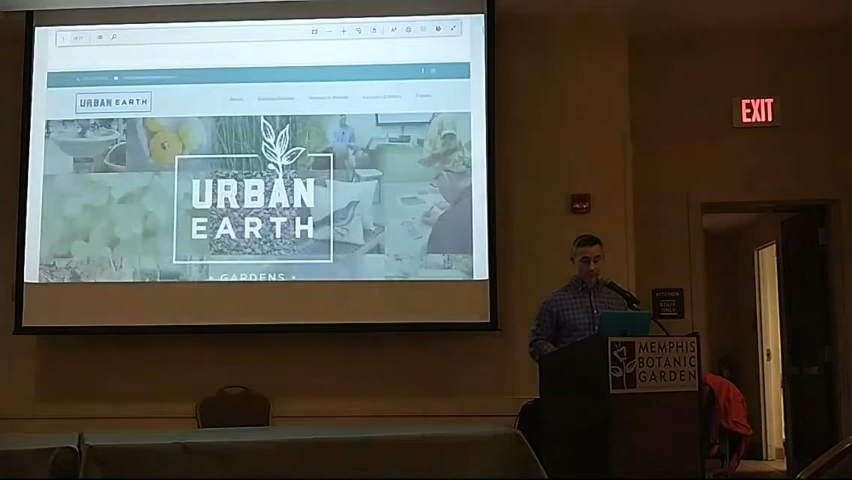 URBAN EARTH
URBAN
EARTH
• GARDENS •
EXIT
KITCHEN
STAFF
ONLY
MEMPHIS
BOTANIC
GARDEN